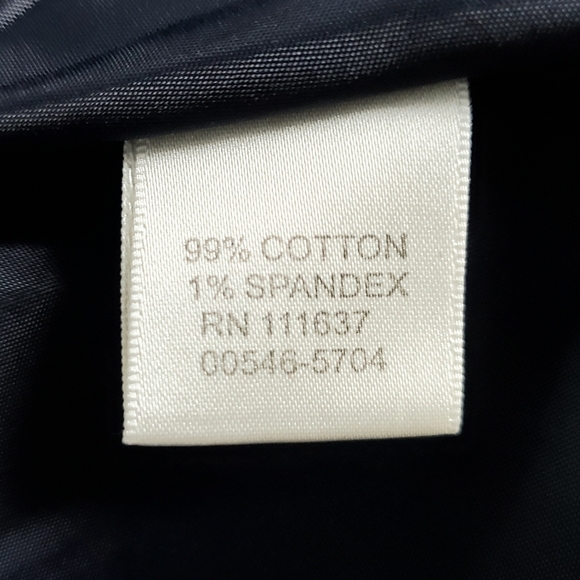 99% COTTON
1% SPANDEX
RN 111637
00546-5704